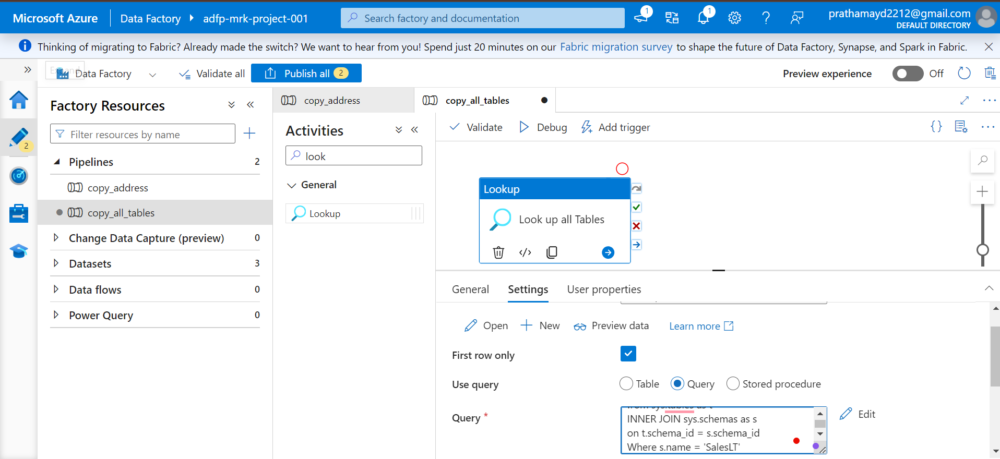 Microsoft Azure
Data Factory
adfp-mrk-project-001
Search factory and documentation
1
1
prathamayd2212@gmail.com
DEFAULT DIRECTORY
Thinking of migrating to Fabric? Already made the switch? We want to hear from you! Spend just 20 minutes on our Fabric migration survey to shape the future of Data Factory, Synapse, and Spark in Fabric.
Data Factory
Validate all
Publish all
2
Preview experience
Off
2
Factory Resources
Filter resources by name
Pipelines 2
copy_address
copy_all_tables
Change Data Capture (preview) 0
Datasets 3
Data flows 0
Power Query 0
copy_address
copy_all_tables
Activities
look
General
Lookup
Validate
Debug
Add trigger
{}
Lookup
Look up all Tables
General
Settings
User properties
Open
New
Preview data
Learn more
First row only
Use query
Table
Query
Stored procedure
Query *
from sys.tables as t
INNER JOIN sys.schemas as s
on t.schema_id = s.schema_id
Where s.name = 'SalesLT'
Edit